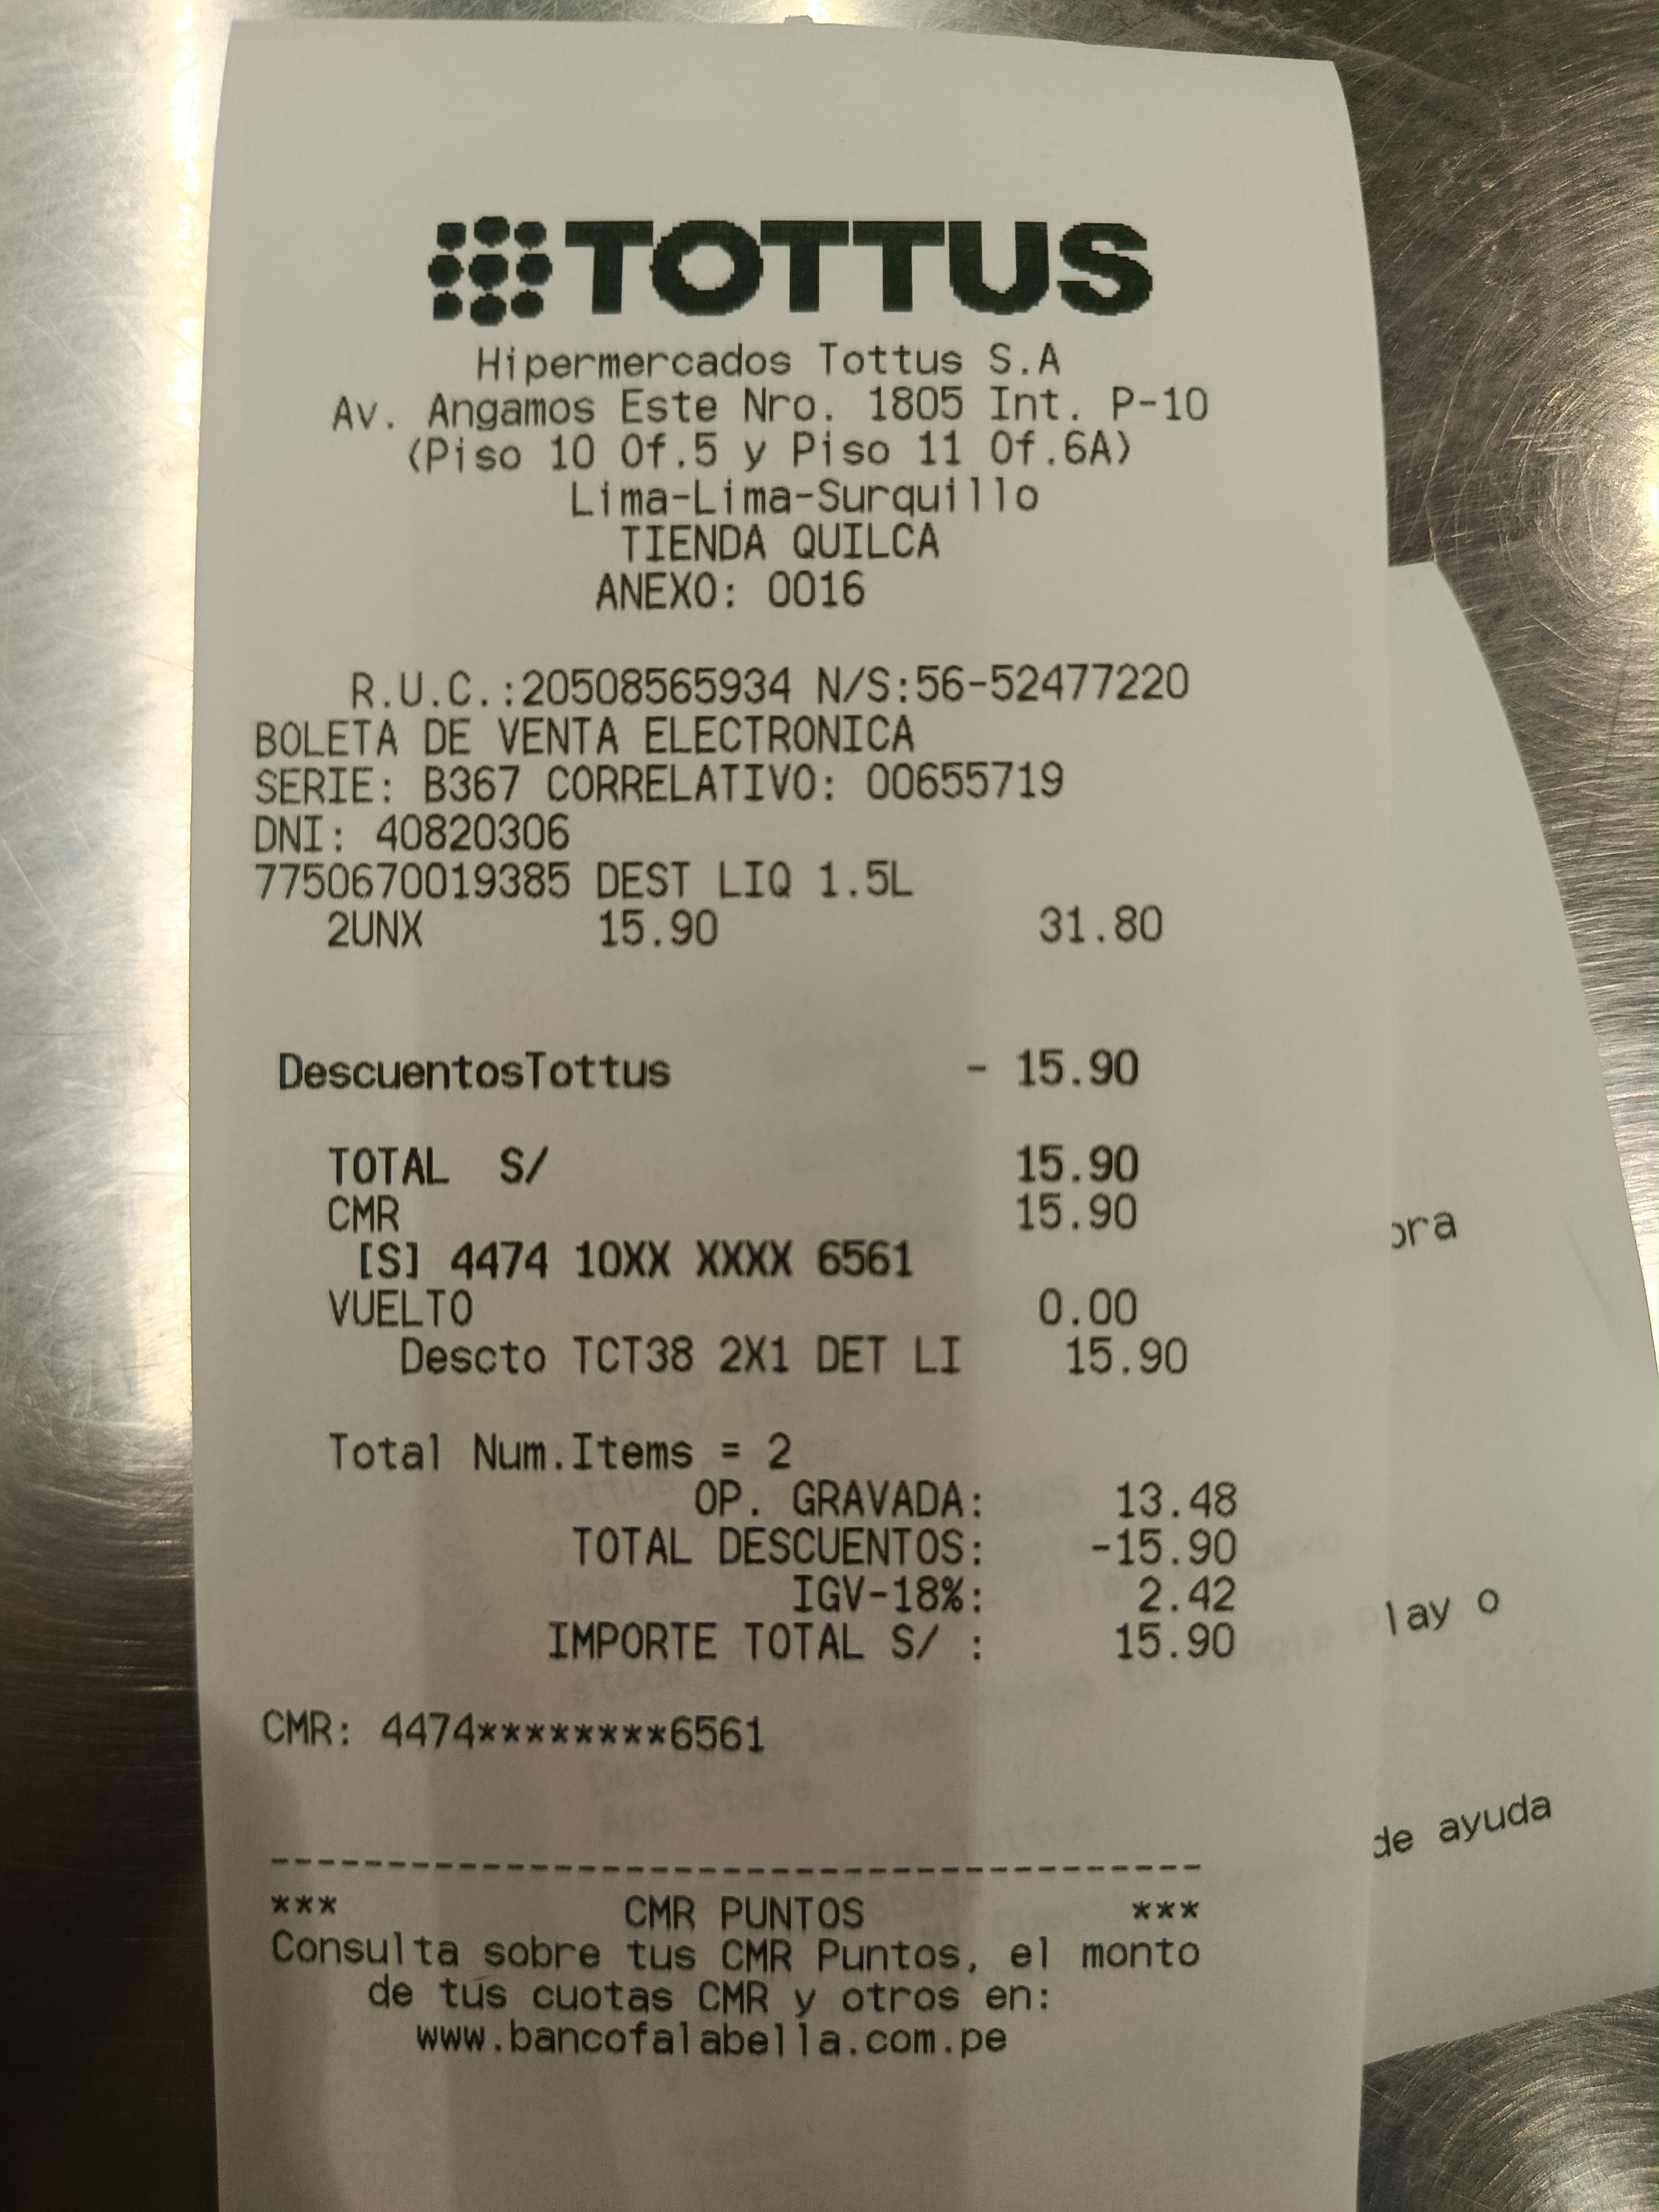 TOTTUS
Hipermercados Tottus S.A
Av. Angamos Este Nro. 1805 Int. P-10
(Piso 10 Of.5 y Piso 11 Of.6A)
Lima-Lima-Surquillo
TIENDA QUILCA
ANEXO: 0016
R.U.C.:20508565934 N/S:56-52477220
BOLETA DE VENTA ELECTRONICA
SERIE: B367 CORRELATIVO: 00655719
DNI: 40820306
7750670019385 DEST LIQ 1.5L
2UNX 15.90 31.80
DescuentosTottus - 15.90
TOTAL S/ 15.90
CMR 15.90
[S] 4474 10XX XXXX 6561
VUELTO 0.00
Descto TCT38 2X1 DET LI 15.90
Total Num.Items = 2
OP. GRAVADA: 13.48
TOTAL DESCUENTOS: -15.90
IGV-18%: 2.42
IMPORTE TOTAL S/ : 15.90
CMR: 4474********6561
------------------------------------
*** CMR PUNTOS ***
Consulta sobre tus CMR Puntos, el monto
de tus cuotas CMR y otros en:
www.bancofalabella.com.pe
lay o
de ayuda